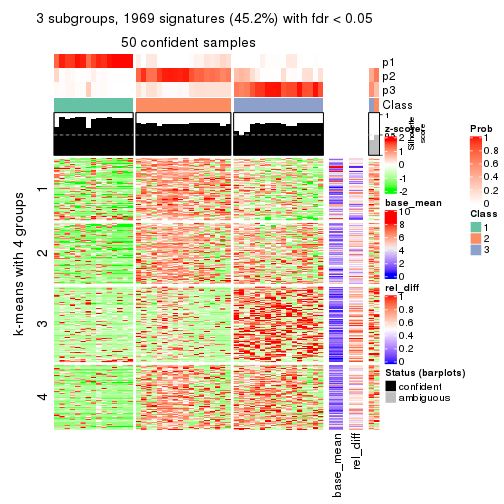 3 subgroups, 1969 signatures (45.2%) with fdr < 0.05
50 confident samples
p1
p2
p3
Class
1
Silhouette
score
z-score
2
1
0
-1
-2
Prob
1
0.8
0.6
0.4
0.2
0
base_mean
10
8
6
4
2
0
Class
1
2
3
rel_diff
1
0.8
0.6
0.4
0.2
0
Status (barplots)
confident
ambiguous
k-means with 4 groups
1
2
3
4
base_mean
rel_diff